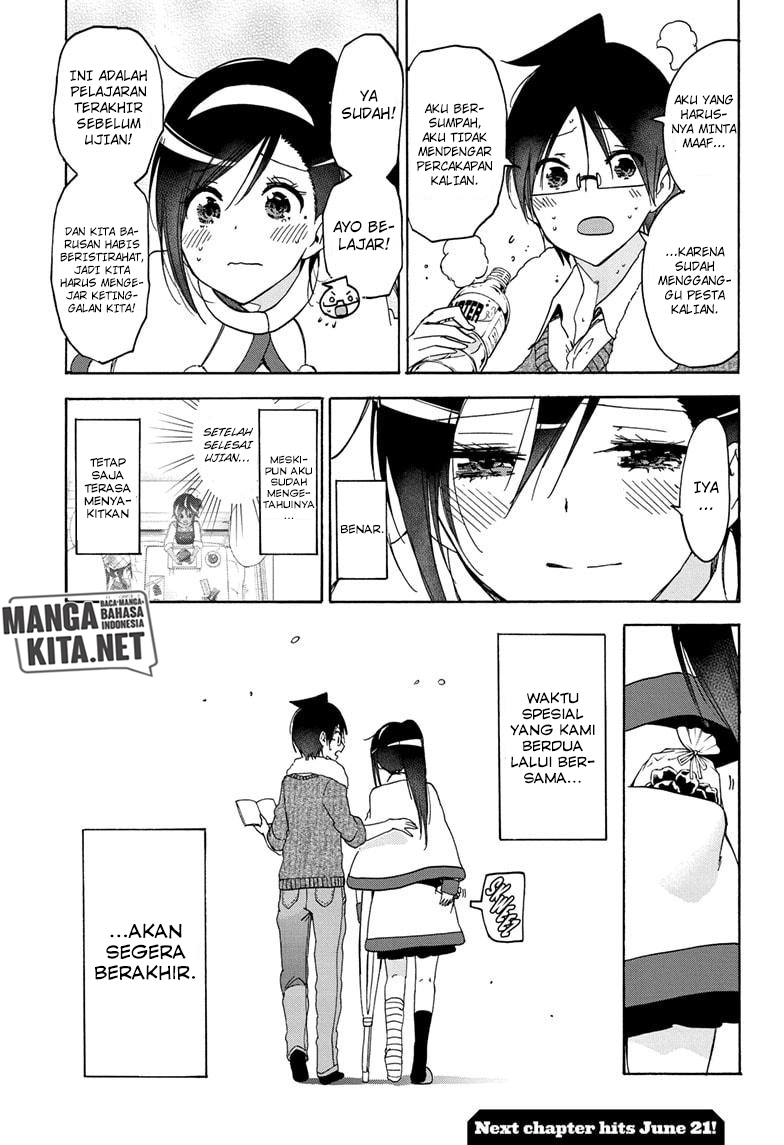 AKU YANG
HARUS-
NYA MINTA
MAAF...
...KARENA
SUDAH
MENGGANG-
GU PESTA
KALIAN.
AKU BER-
SUMPAH,
AKU TIDAK
MENDENGAR
PERCAKAPAN
KALIAN.
YA
SUDAH!
AYO BE-
LAJAR!
INI ADALAH
PELAJARAN
TERAKHIR
SEBELUM
UJIAN!
DAN KITA BA-
RUSAN HABIS
BERISTIRAHAT,
JADI KITA
HARUS MENGE-
JAR KETING-
GALAN KITA!
IYA
...
BENAR.
MESKI-
PUN AKU
SUDAH
MENGE-
TAHUINYA
...
SETELAH
SELESAI
UJIAN...
TETAP
SAJA
TERASA
MENYA-
KITKAN
MANGA
KITA.NET
BACA MANGA
BAHASA
INDONESIA
WAKTU
SPESIAL
YANG KAMI
BERDUA
LALUI BER-
SAMA...
...AKAN
SEGERA
BERAKHIR.
Next chapter hits June 21!